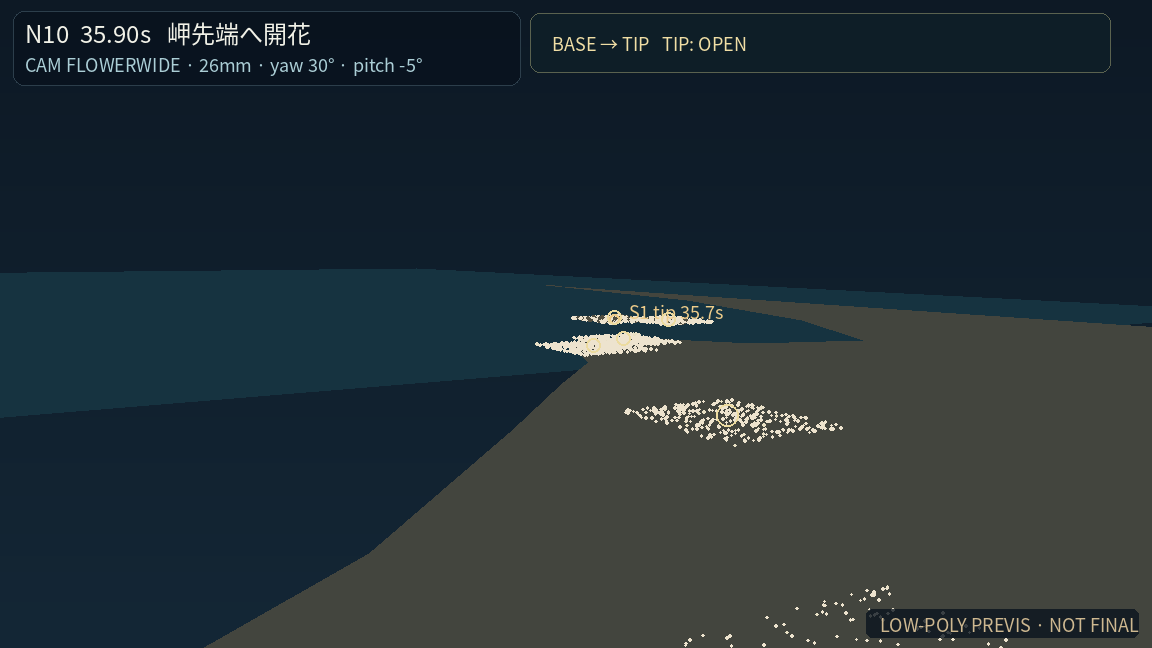 N10 35.90s 岬先端へ開花
CAM FLOWERWIDE · 26mm · yaw 30° · pitch -5°
BASE→TIP TIP: OPEN
S1 tip 35.7s
LOW-POLY PREVIS · NOT FINAL